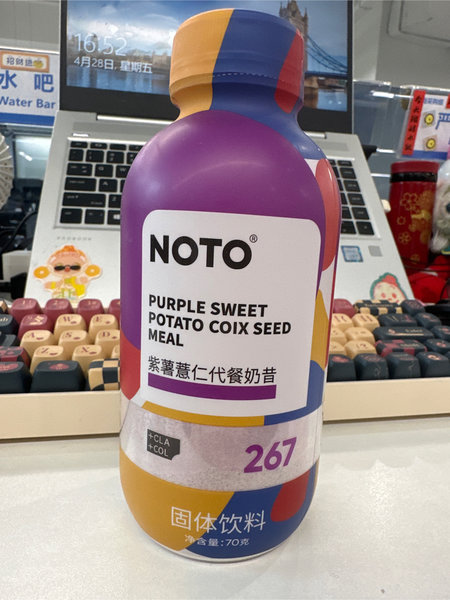 16:52
4月28日, 星期五
水 吧
Water Bar
NOTO®
PURPLE SWEET
POTATO COIX SEED
MEAL
紫薯薏仁代餐奶昔
+CLA
+COL
267
固体饮料
净含量:70克